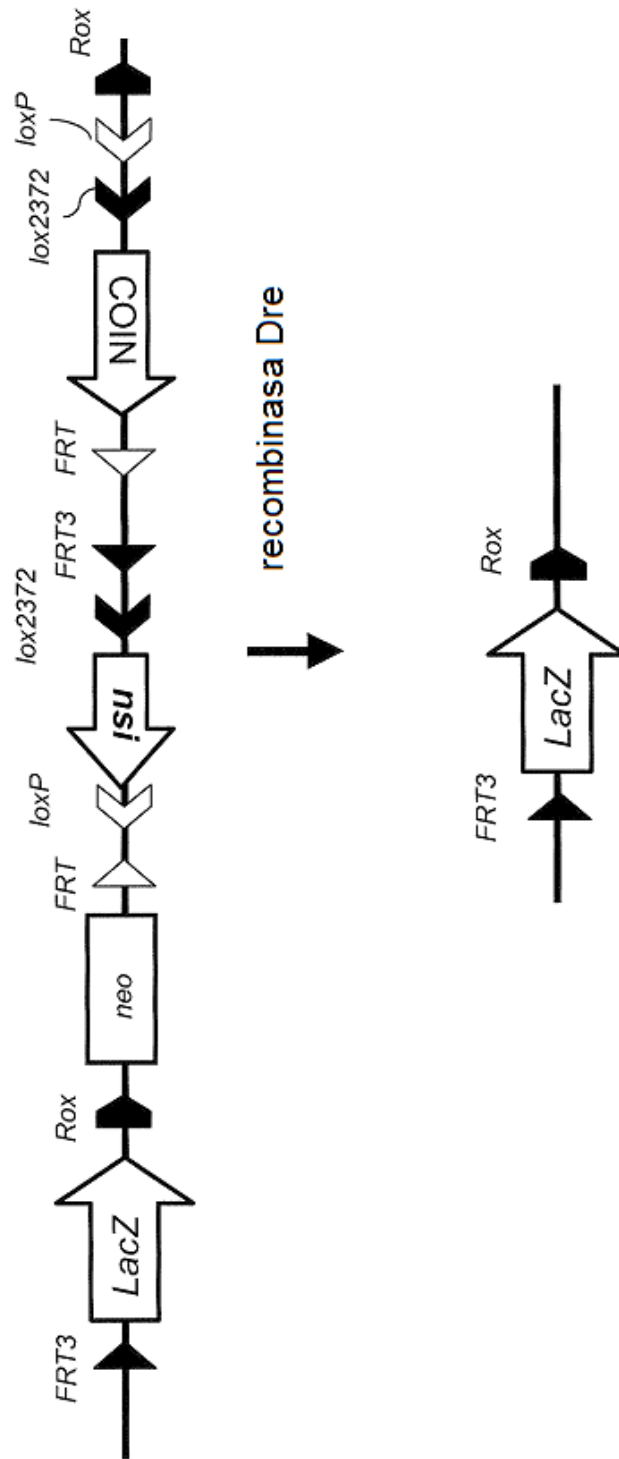 FRT3
LacZ
Rox
neo
FRT
loxP
nsi
lox2372
FRT3
FRT
COIN
lox2372
loxP
Rox
recombinasa Dre
FRT3
LacZ
Rox